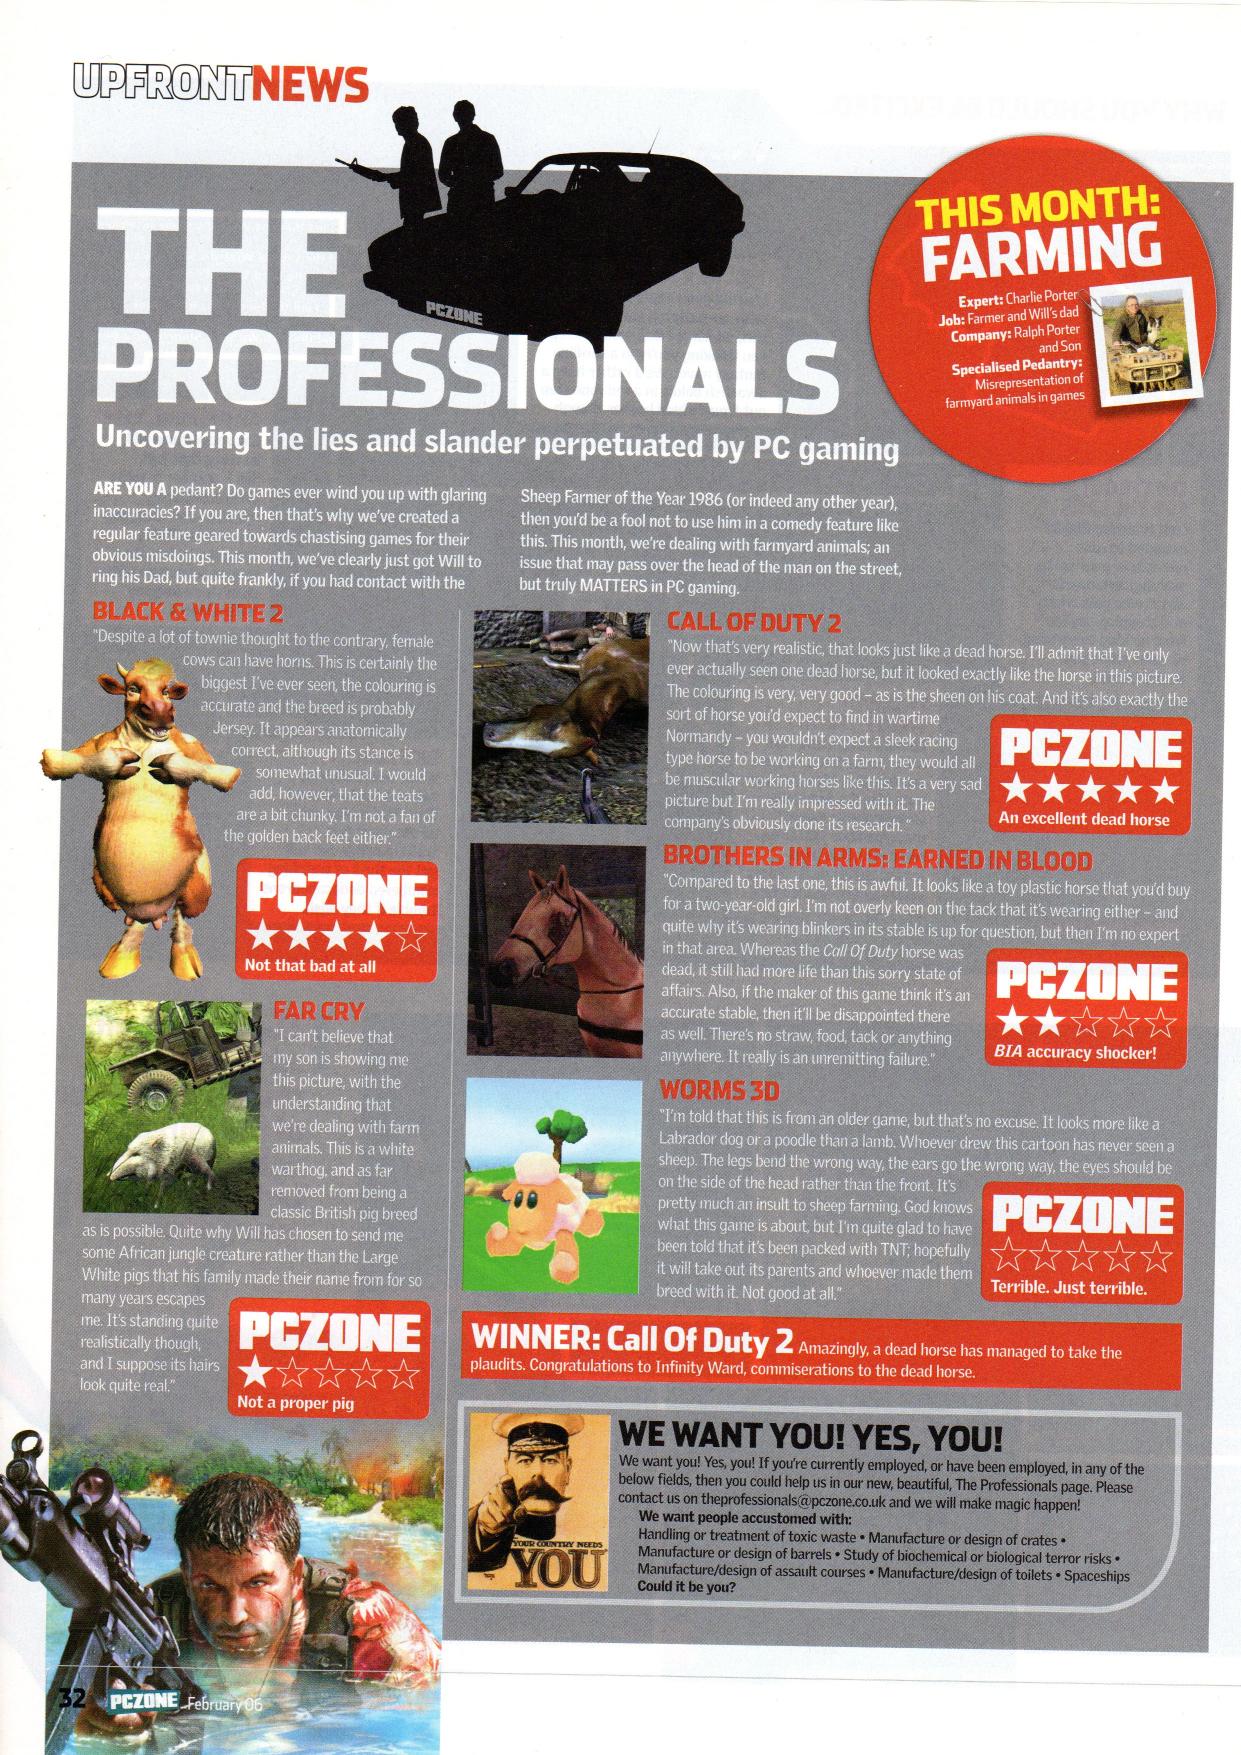 UPFRONTNEWS
THE
PROFESSIONALS
PCZONE
Uncovering the lies and slander perpetuated by PC gaming
THIS MONTH:
FARMING
Expert: Charlie Porter
Job: Farmer and Will's dad
Company: Ralph Porter
and Son
Specialised Pedantry:
Misrepresentation of
farmyard animals in games
ARE YOU A pedant? Do games ever wind you up with glaring
inaccuracies? If you are, then that's why we've created a
regular feature geared towards chastising games for their
obvious misdoings. This month, we've clearly just got Will to
ring his Dad, but quite frankly, if you had contact with the
Sheep Farmer of the Year 1986 (or indeed any other year),
then you'd be a fool not to use him in a comedy feature like
this. This month, we're dealing with farmyard animals; an
issue that may pass over the head of the man on the street,
but truly MATTERS in PC gaming.
BLACK & WHITE 2
"Despite a lot of townie thought to the contrary, female
cows can have horns. This is certainly the
biggest I've ever seen, the colouring is
accurate and the breed is probably
Jersey. It appears anatomically
correct, although its stance is
somewhat unusual. I would
add, however, that the teats
are a bit chunky. I'm not a fan of
the golden back feet either."
PCZONE
★★★★☆
Not that bad at all
FAR CRY
"I can't believe that
my son is showing me
this picture, with the
understanding that
we're dealing with farm
animals. This is a white
warthog, and as far
removed from being a
classic British pig breed
as is possible. Quite why Will has chosen to send me
some African jungle creature rather than the Large
White pigs that his family made their name from for so
many years escapes
me. It's standing quite
realistically though,
and I suppose its hairs
look quite real."
PCZONE
★☆☆☆☆
Not a proper pig
CALL OF DUTY 2
"Now that's very realistic, that looks just like a dead horse. I'll admit that I've only
ever actually seen one dead horse, but it looked exactly like the horse in this picture.
The colouring is very, very good – as is the sheen on his coat. And it's also exactly the
sort of horse you'd expect to find in wartime
Normandy – you wouldn't expect a sleek racing
type horse to be working on a farm, they would all
be muscular working horses like this. It's a very sad
picture but I'm really impressed with it. The
company's obviously done its research. "
PCZONE
★★★★★
An excellent dead horse
BROTHERS IN ARMS: EARNED IN BLOOD
"Compared to the last one, this is awful. It looks like a toy plastic horse that you'd buy
for a two-year-old girl. I'm not overly keen on the tack that it's wearing either – and
quite why it's wearing blinkers in its stable is up for question, but then I'm no expert
in that area. Whereas the Call Of Duty horse was
dead, it still had more life than this sorry state of
affairs. Also, if the maker of this game think it's an
accurate stable, then it'll be disappointed there
as well. There's no straw, food, tack or anything
anywhere. It really is an unremitting failure."
PCZONE
★★☆☆☆
BIA accuracy shocker!
WORMS 3D
"I'm told that this is from an older game, but that's no excuse. It looks more like a
Labrador dog or a poodle than a lamb. Whoever drew this cartoon has never seen a
sheep. The legs bend the wrong way, the ears go the wrong way, the eyes should be
on the side of the head rather than the front. It's
pretty much an insult to sheep farming. God knows
what this game is about, but I'm quite glad to have
been told that it's been packed with TNT; hopefully
it will take out its parents and whoever made them
breed with it. Not good at all."
PCZONE
☆☆☆☆☆
Terrible. Just terrible.
WINNER: Call Of Duty 2 Amazingly, a dead horse has managed to take the
plaudits. Congratulations to Infinity Ward, commiserations to the dead horse.
YOUR COUNTRY NEEDS
YOU
WE WANT YOU! YES, YOU!
We want you! Yes, you! If you're currently employed, or have been employed, in any of the
below fields, then you could help us in our new, beautiful, The Professionals page. Please
contact us on theprofessionals@pczone.co.uk and we will make magic happen!
We want people accustomed with:
Handling or treatment of toxic waste • Manufacture or design of crates •
Manufacture or design of barrels • Study of biochemical or biological terror risks •
Manufacture/design of assault courses • Manufacture/design of toilets • Spaceships
Could it be you?
32 PCZONE February 06